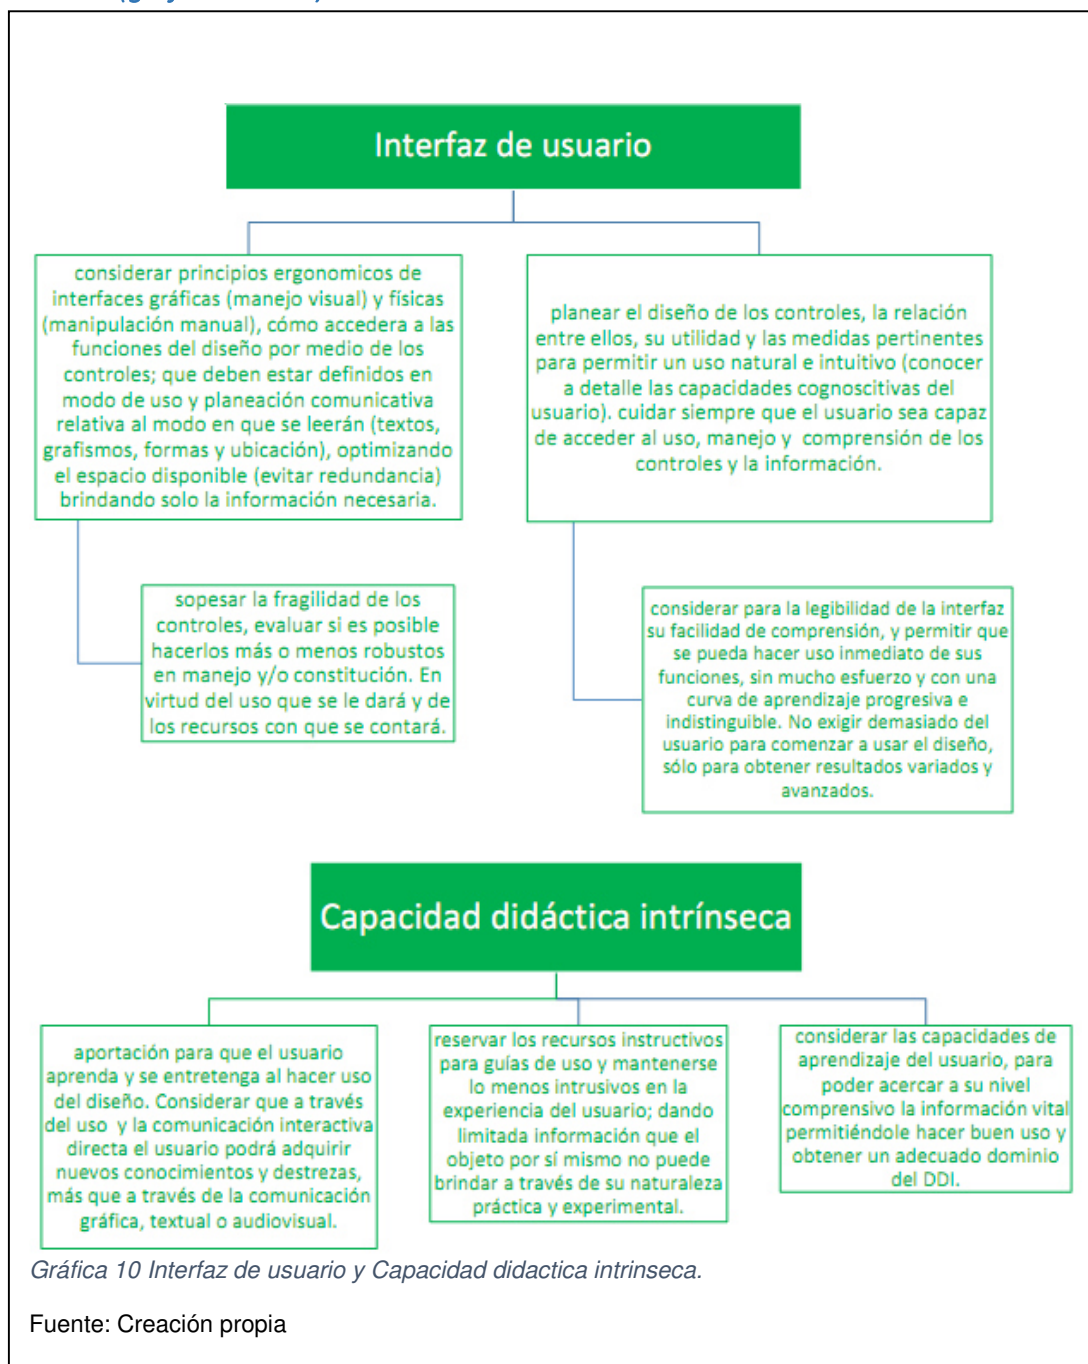 Interfaz de usuario
considerar principios ergonomicos de
interfaces gráficas (manejo visual) y físicas
(manipulación manual), cómo accedera a las
funciones del diseño por medio de los
controles; que deben estar definidos en
modo de uso y planeación comunicativa
relativa al modo en que se leerán (textos,
grafismos, formas y ubicación), optimizando
el espacio disponible (evitar redundancia)
brindando solo la información necesaria.
planear el diseño de los controles, la relación
entre ellos, su utilidad y las medidas pertinentes
para permitir un uso natural e intuitivo (conocer
a detalle las capacidades cognoscitivas del
usuario). cuidar siempre que el usuario sea capaz
de acceder al uso, manejo y comprensión de los
controles y la información.
sopesar la fragilidad de los
controles, evaluar si es posible
hacerlos más o menos robustos
en manejo y/o constitución. En
virtud del uso que se le dará y de
los recursos con que se contará.
considerar para la legibilidad de la interfaz
su facilidad de comprensión, y permitir que
se pueda hacer uso inmediato de sus
funciones, sin mucho esfuerzo y con una
curva de aprendizaje progresiva e
indistinguible. No exigir demasiado del
usuario para comenzar a usar el diseño,
sólo para obtener resultados variados y
avanzados.
Capacidad didáctica intrínseca
aportación para que el usuario
aprenda y se entretenga al hacer uso
del diseño. Considerar que a través
del uso y la comunicación interactiva
directa el usuario podrá adquirir
nuevos conocimientos y destrezas,
más que a través de la comunicación
gráfica, textual o audiovisual.
reservar los recursos instructivos
para guías de uso y mantenerse
lo menos intrusivos en la
experiencia del usuario; dando
limitada información que el
objeto por sí mismo no puede
brindar a través de su naturaleza
práctica y experimental.
considerar las capacidades de
aprendizaje del usuario, para
poder acercar a su nivel
comprensivo la información vital
permitiéndole hacer buen uso y
obtener un adecuado dominio
del DDI.
Gráfica 10 Interfaz de usuario y Capacidad didactica intrinseca.
Fuente: Creación propia